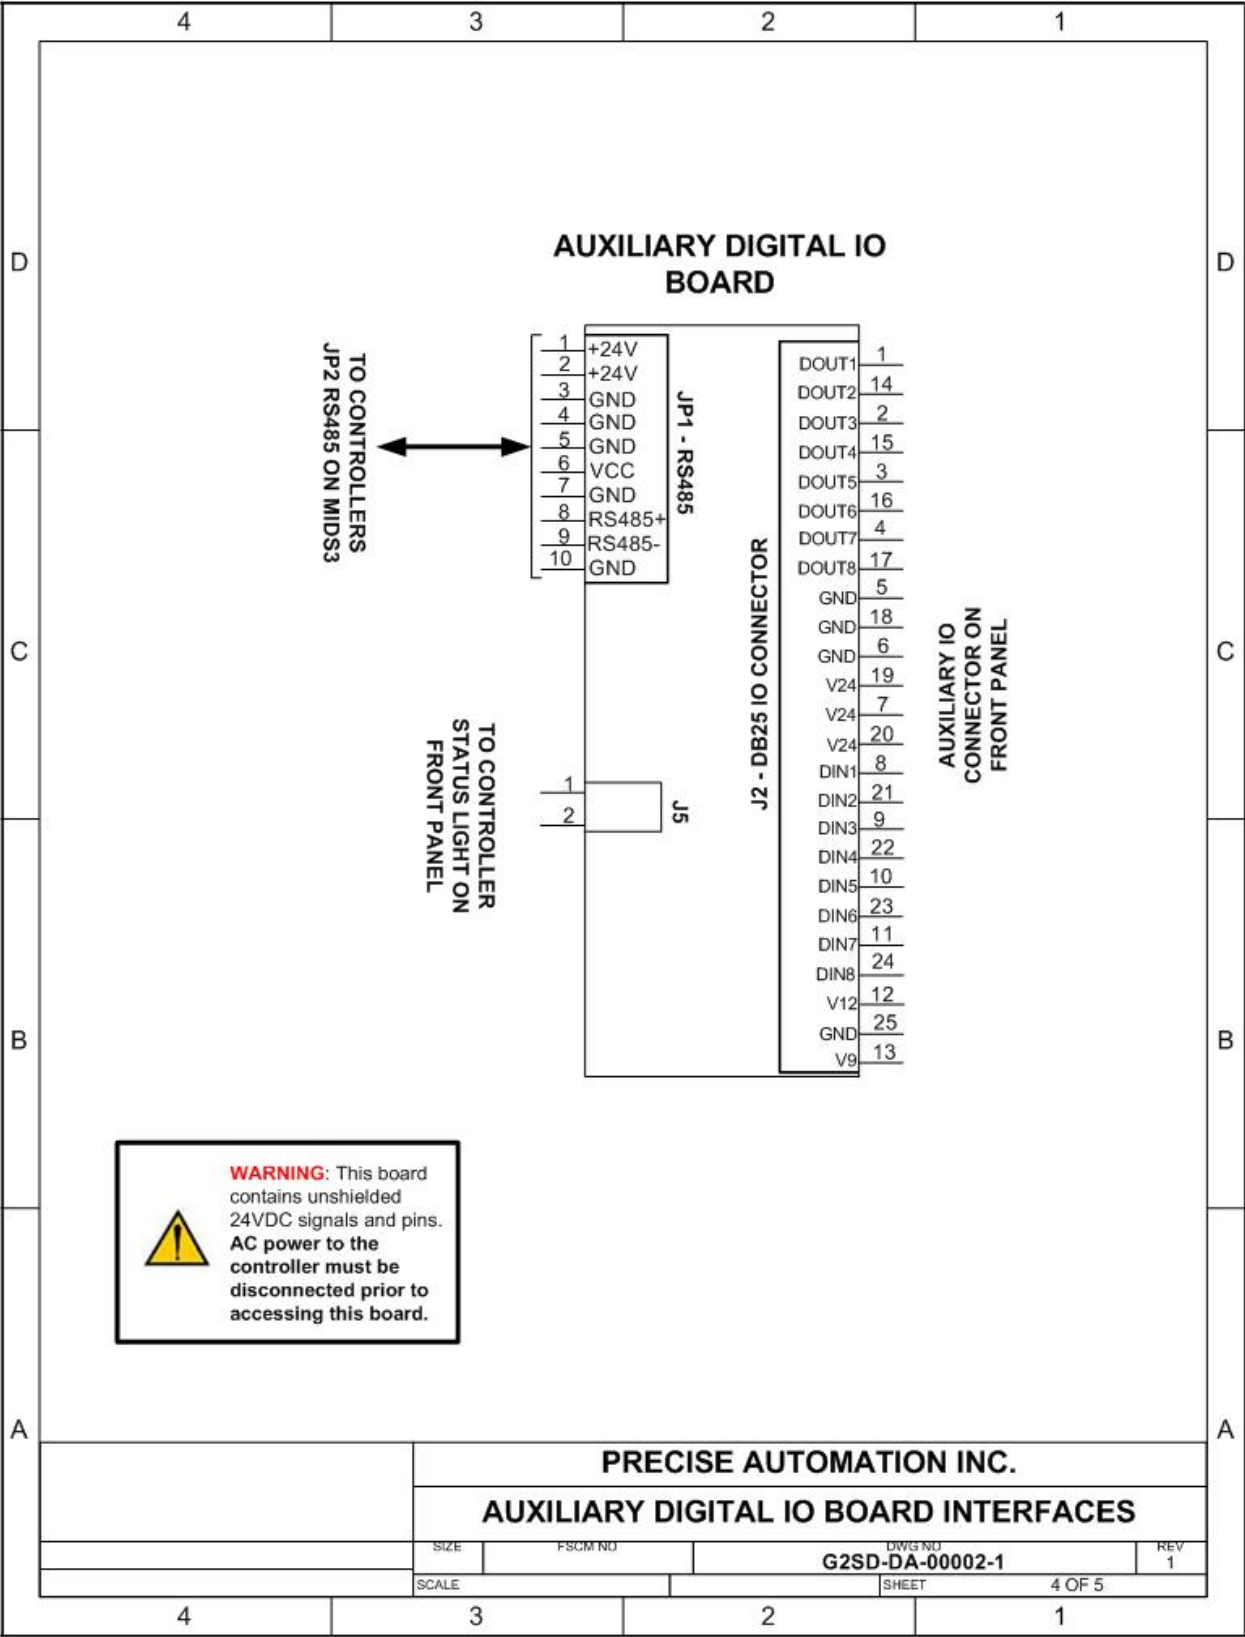 4 3 2 1
AUXILIARY DIGITAL IO
BOARD
D D
TO CONTROLLERS
JP2 RS485 ON MIDS3
1 +24V
2 +24V
3 GND
4 GND
5 GND
6 VCC
7 GND
8 RS485+
9 RS485-
10 GND
JP1 - RS485
TO CONTROLLER
STATUS LIGHT ON
FRONT PANEL
1
2
J5
J2 - DB25 IO CONNECTOR
DOUT1 1
DOUT2 14
DOUT3 2
DOUT4 15
DOUT5 3
DOUT6 16
DOUT7 4
DOUT8 17
GND 5
GND 18
GND 6
V24 19
V24 7
V24 20
DIN1 8
DIN2 21
DIN3 9
DIN4 22
DIN5 10
DIN6 23
DIN7 11
DIN8 24
V12 12
GND 25
V9 13
AUXILIARY IO
CONNECTOR ON
FRONT PANEL
C C
B B
WARNING: This board
contains unshielded
24VDC signals and pins.
AC power to the
controller must be
disconnected prior to
accessing this board.
A A
PRECISE AUTOMATION INC.
AUXILIARY DIGITAL IO BOARD INTERFACES
SIZE FSCM NO DWG NO REV
G2SD-DA-00002-1 1
SCALE SHEET 4 OF 5
4 3 2 1